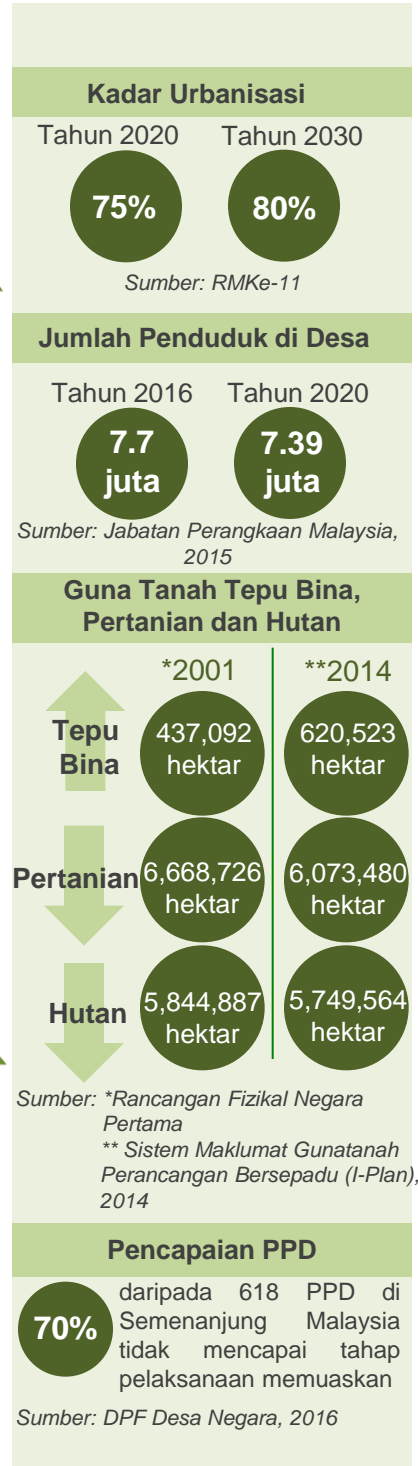 Kadar Urbanisasi
Tahun 2020 Tahun 2030
75% 80%
Sumber: RMKe-11
Jumlah Penduduk di Desa
Tahun 2016 Tahun 2020
7.7 7.39
juta juta
Sumber: Jabatan Perangkaan Malaysia,
2015
Guna Tanah Tepu Bina,
Pertanian dan Hutan
*2001 **2014
Tepu
Bina
437,092
hektar
620,523
hektar
Pertanian
6,668,726
hektar
6,073,480
hektar
Hutan
5,844,887
hektar
5,749,564
hektar
Sumber: *Rancangan Fizikal Negara
Pertama
** Sistem Maklumat Gunatanah
Perancangan Bersepadu (I-Plan),
2014
Pencapaian PPD
70%
daripada 618 PPD di
Semenanjung Malaysia
tidak mencapai tahap
pelaksanaan memuaskan
Sumber: DPF Desa Negara, 2016